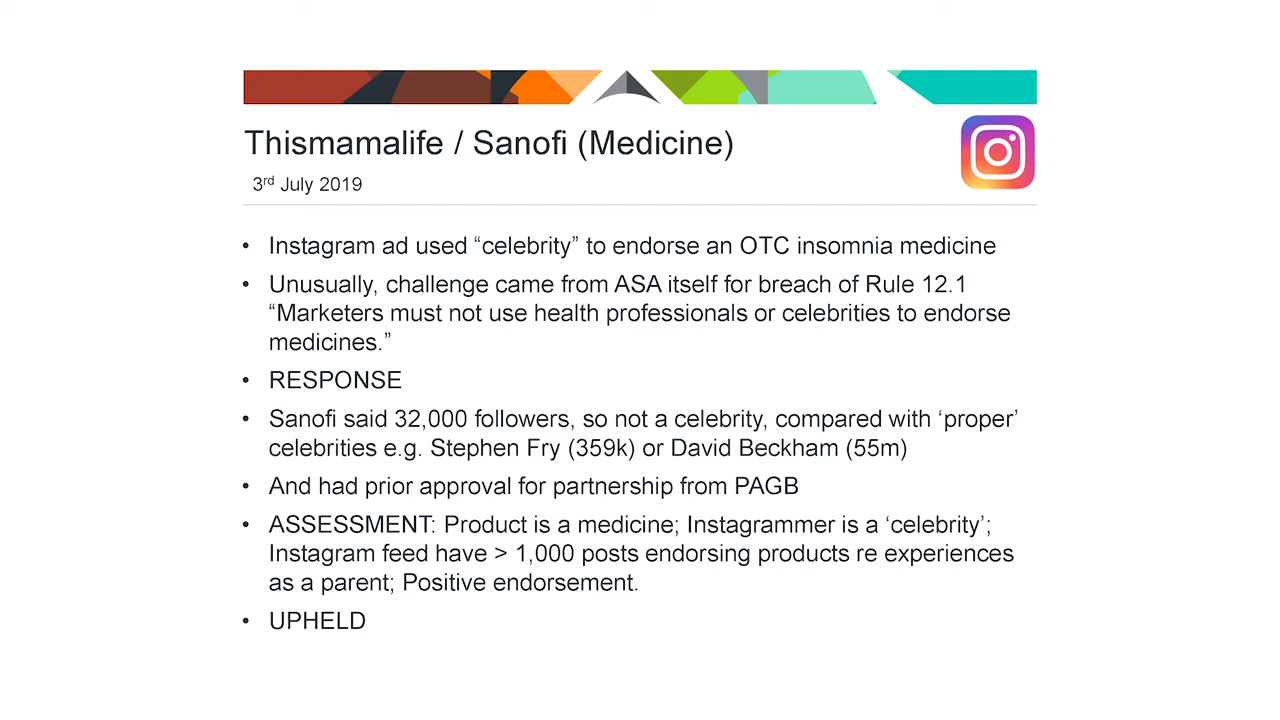 Thismamalife / Sanofi (Medicine)
3rd July 2019
• Instagram ad used “celebrity” to endorse an OTC insomnia medicine
• Unusually, challenge came from ASA itself for breach of Rule 12.1
“Marketers must not use health professionals or celebrities to endorse
medicines.”
• RESPONSE
• Sanofi said 32,000 followers, so not a celebrity, compared with ‘proper’
celebrities e.g. Stephen Fry (359k) or David Beckham (55m)
• And had prior approval for partnership from PAGB
• ASSESSMENT: Product is a medicine; Instagrammer is a ‘celebrity’;
Instagram feed have > 1,000 posts endorsing products re experiences
as a parent; Positive endorsement.
• UPHELD